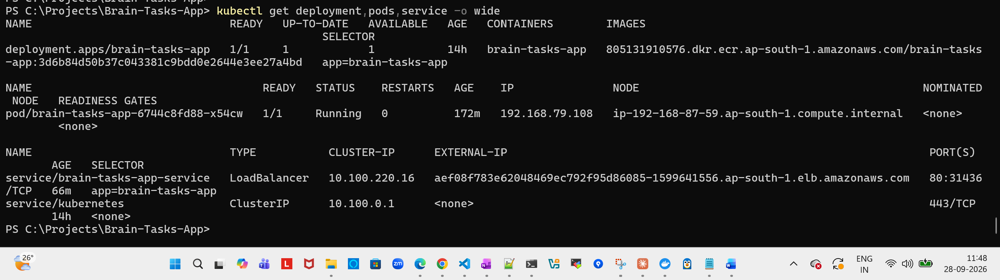 PS C:\Projects\Brain-Tasks-App>
PS C:\Projects\Brain-Tasks-App> kubectl get deployment,pods,service -o wide
NAME                              READY   UP-TO-DATE   AVAILABLE   AGE   CONTAINERS        IMAGES
                                                SELECTOR
deployment.apps/brain-tasks-app   1/1     1            1           14h   brain-tasks-app   805131910576.dkr.ecr.ap-south-1.amazonaws.com/brain-tasks
-app:3d6b84d50b37c043381c9bdd0e2644e3ee27a4bd   app=brain-tasks-app
NAME                                   READY   STATUS    RESTARTS   AGE    IP               NODE                                           NOMINATED
 NODE   READINESS GATES
pod/brain-tasks-app-6744c8fd88-x54cw   1/1     Running   0          172m   192.168.79.108   ip-192-168-87-59.ap-south-1.compute.internal   <none>
        <none>
NAME                              TYPE           CLUSTER-IP      EXTERNAL-IP                                                                PORT(S)
       AGE   SELECTOR
service/brain-tasks-app-service   LoadBalancer   10.100.220.16   aef08f783e62048469ec792f95d86085-1599641556.ap-south-1.elb.amazonaws.com   80:31436
/TCP   66m   app=brain-tasks-app
service/kubernetes                ClusterIP      10.100.0.1      <none>                                                                     443/TCP
       14h   <none>
PS C:\Projects\Brain-Tasks-App>
26°
T
L
zm
N
W
ENG
IN
11:48
28-09-2026